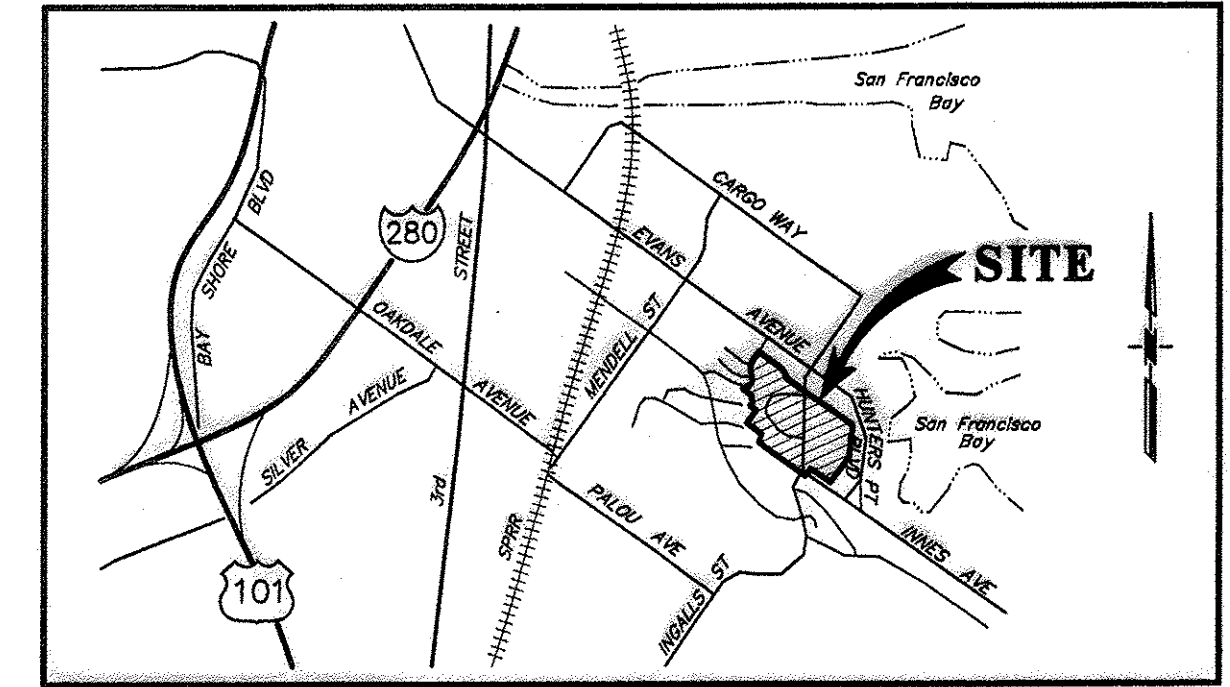 San Francisco
Bay
BLVD
SHORE
BAY
280
STREET
3rd
CARGO WAY
EVANS
AVENUE
SITE
OAKDALE
AVENUE
MENDELL ST
SILVER
AVENUE
HUNTERS PT
BLVD
San Francisco
Bay
SPRR
PALOU AVE
INGALLS ST
INNES AVE
101